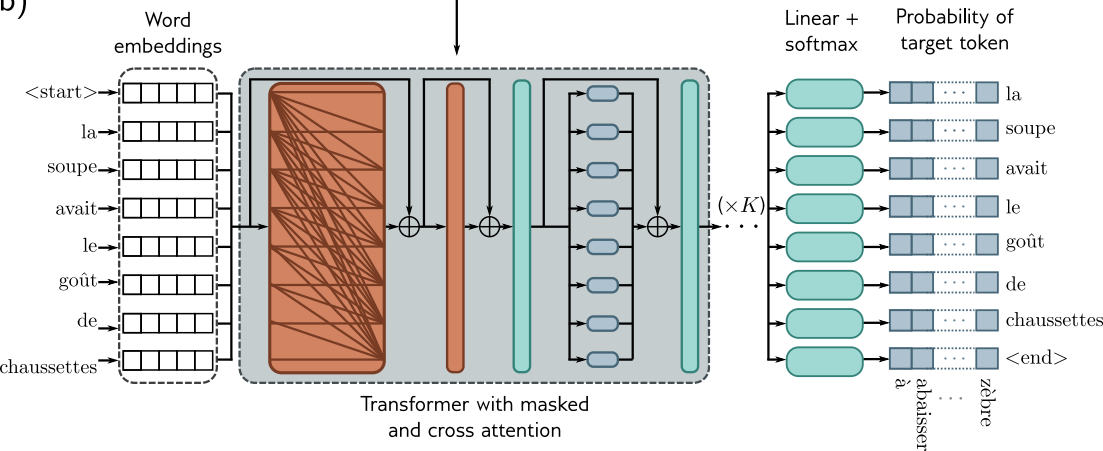 b)
Word
embeddings
Linear +
softmax
Probability of
target token
<start>
la
soupe
avait
le
goût
de
chaussettes
(×K)
· · ·
la
soupe
avait
le
goût
de
chaussettes
<end>
à
abaisser
· · ·
zèbre
Transformer with masked
and cross attention